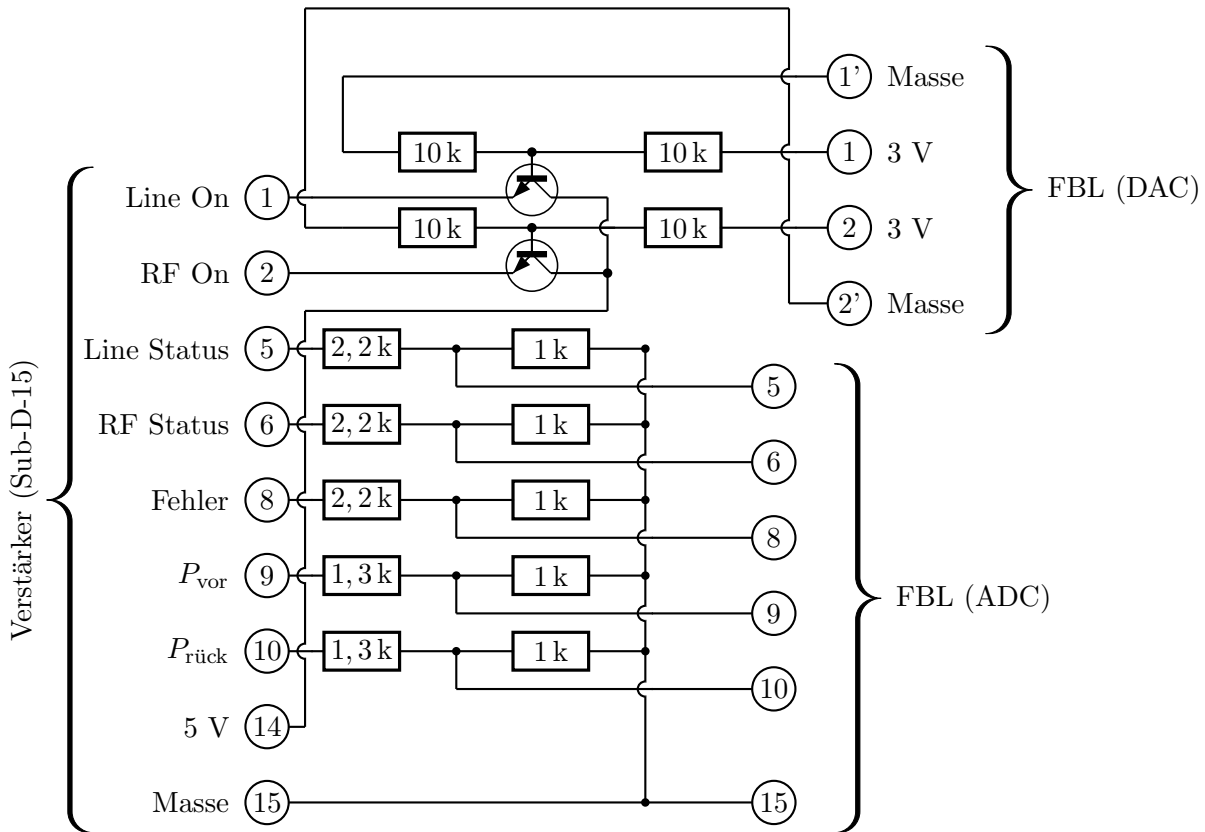 1’ Masse
10 k 10 k 1 3 V
Line On 1
FBL (DAC)
10 k 10 k 2 3 V
RF On 2
2’ Masse
Line Status 5 2, 2 k 1 k
5
RF Status 6 2, 2 k 1 k
6
Verstärker (Sub-D-15)
Fehler 8 2, 2 k 1 k
8
P_vor 9 1, 3 k 1 k
FBL (ADC)
9
P_rück 10 1, 3 k 1 k
10
5 V 14
Masse 15 15